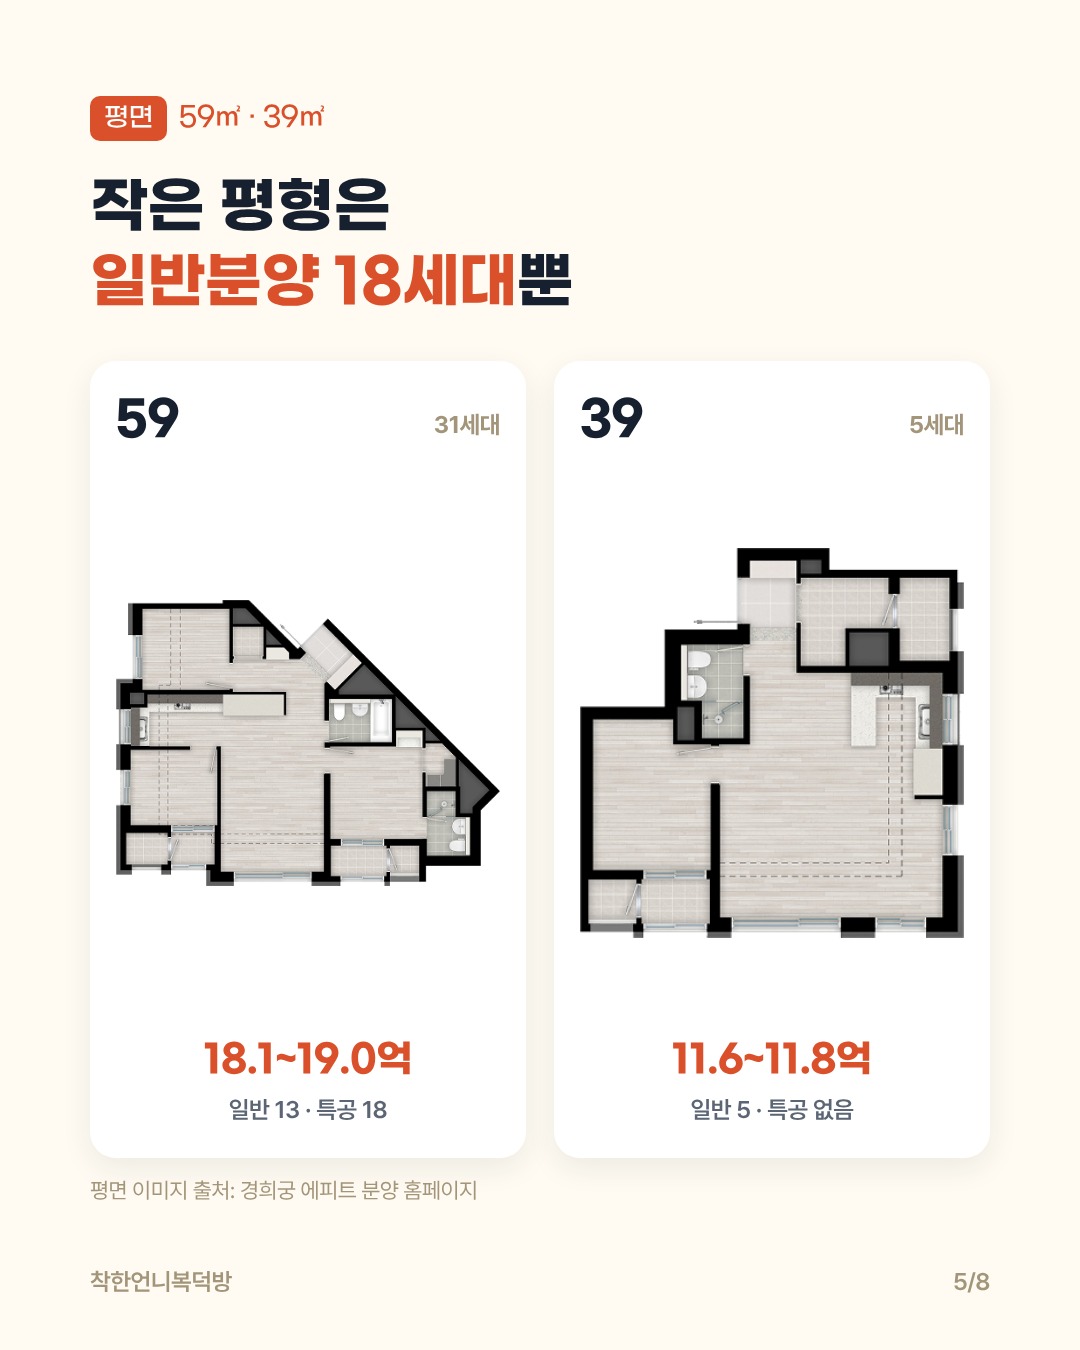 평면 59㎡ · 39㎡
작은 평형은
일반분양 18세대뿐
59 31세대
18.1~19.0억
일반 13 · 특공 18
39 5세대
11.6~11.8억
일반 5 · 특공 없음
평면 이미지 출처: 경희궁 에피트 분양 홈페이지
착한언니복덕방 5/8